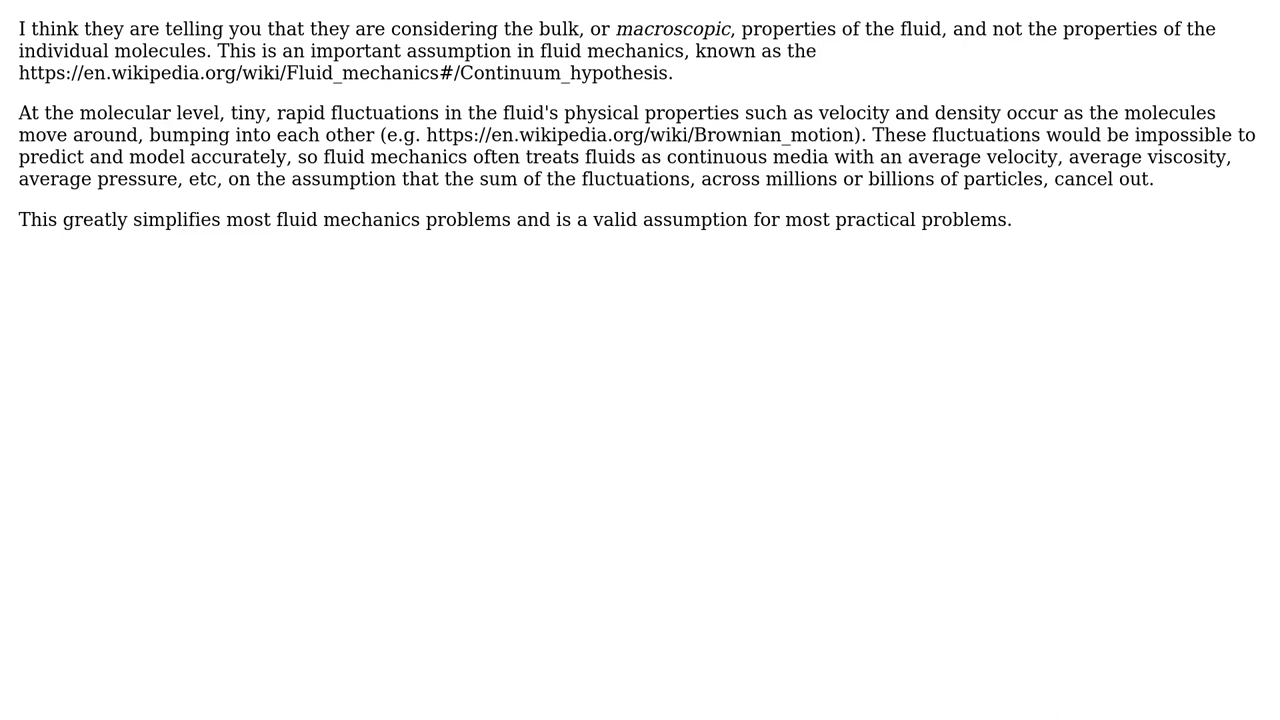 I think they are telling you that they are considering the bulk, or macroscopic, properties of the fluid, and not the properties of the
individual molecules. This is an important assumption in fluid mechanics, known as the
https://en.wikipedia.org/wiki/Fluid_mechanics#/Continuum_hypothesis.
At the molecular level, tiny, rapid fluctuations in the fluid's physical properties such as velocity and density occur as the molecules
move around, bumping into each other (e.g. https://en.wikipedia.org/wiki/Brownian_motion). These fluctuations would be impossible to
predict and model accurately, so fluid mechanics often treats fluids as continuous media with an average velocity, average viscosity,
average pressure, etc, on the assumption that the sum of the fluctuations, across millions or billions of particles, cancel out.
This greatly simplifies most fluid mechanics problems and is a valid assumption for most practical problems.